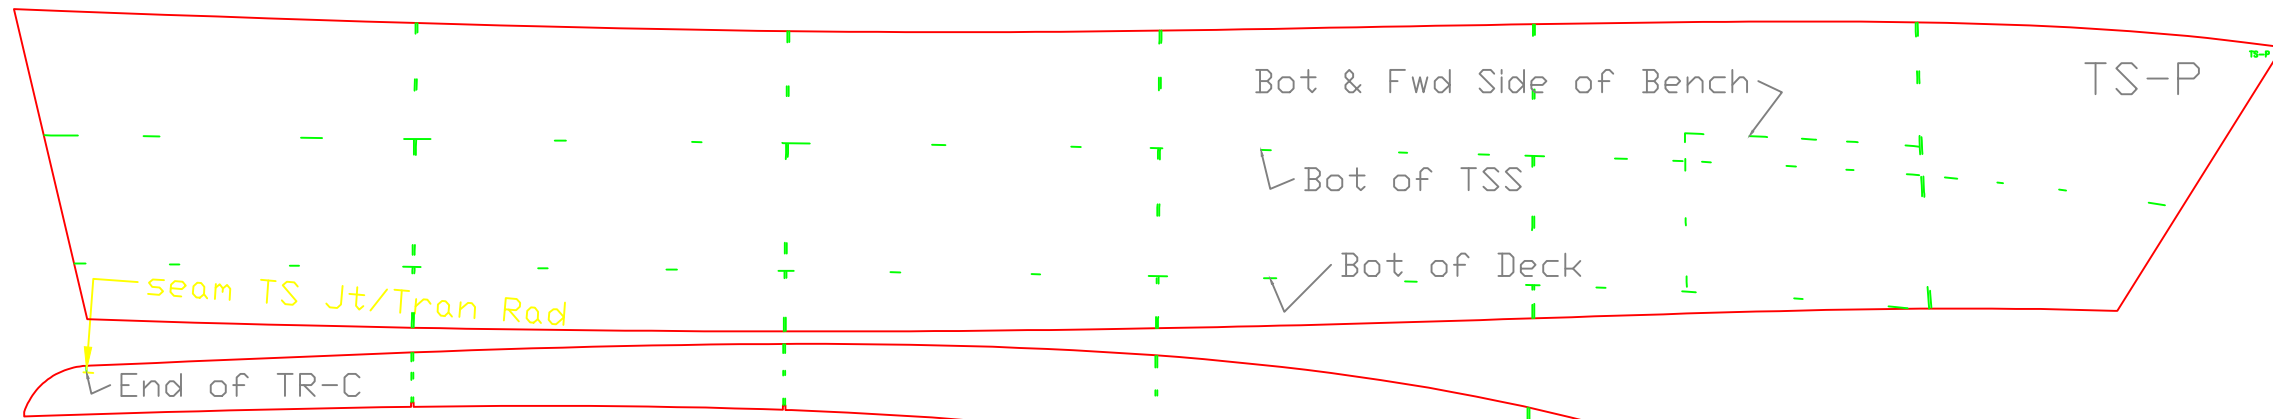 TS-P
Bot & Fwd Side of Bench
TS-P
Bot of TSS
Bot of Deck
seam TS Jt/Tran Rad
End of TR-C